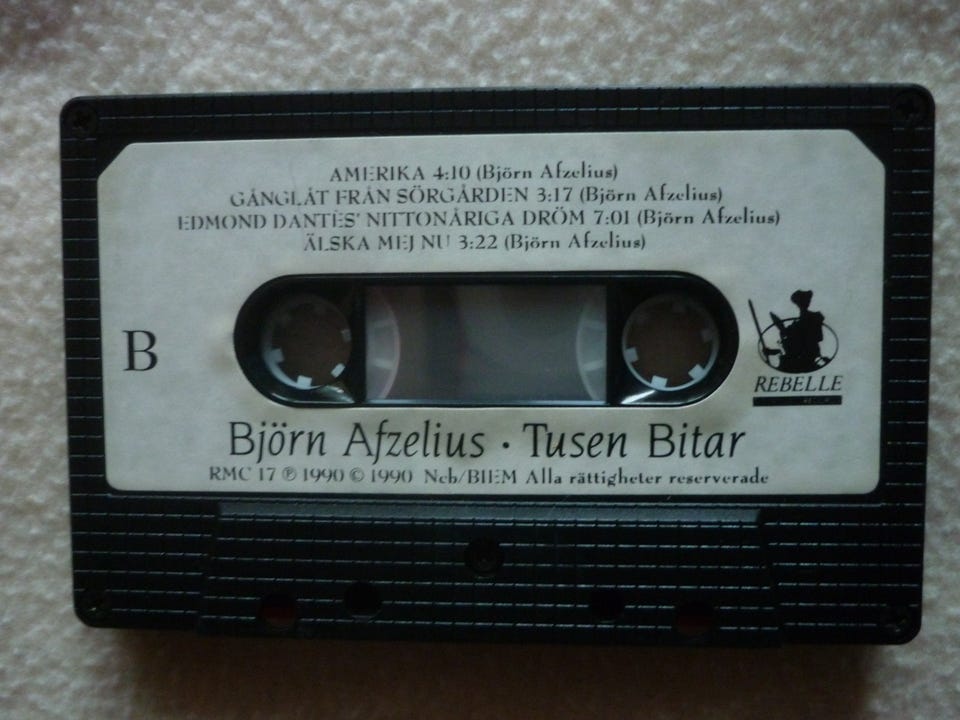 AMERIKA 4:10 (Björn Afzelius)
GÅNGLÅT FRÅN SÖRGÅRDEN 3:17 (Björn Afzelius)
EDMOND DANTÉS' NITTONÅRIGA DRÖM 7:01 (Björn Afzelius)
ÄLSKA MEJ NU 3:22 (Björn Afzelius)
B
REBELLE
RECORDS
Björn Afzelius · Tusen Bitar
RMC 17 ℗ 1990 © 1990 Ncb/BIEM Alla rättigheter reserverade